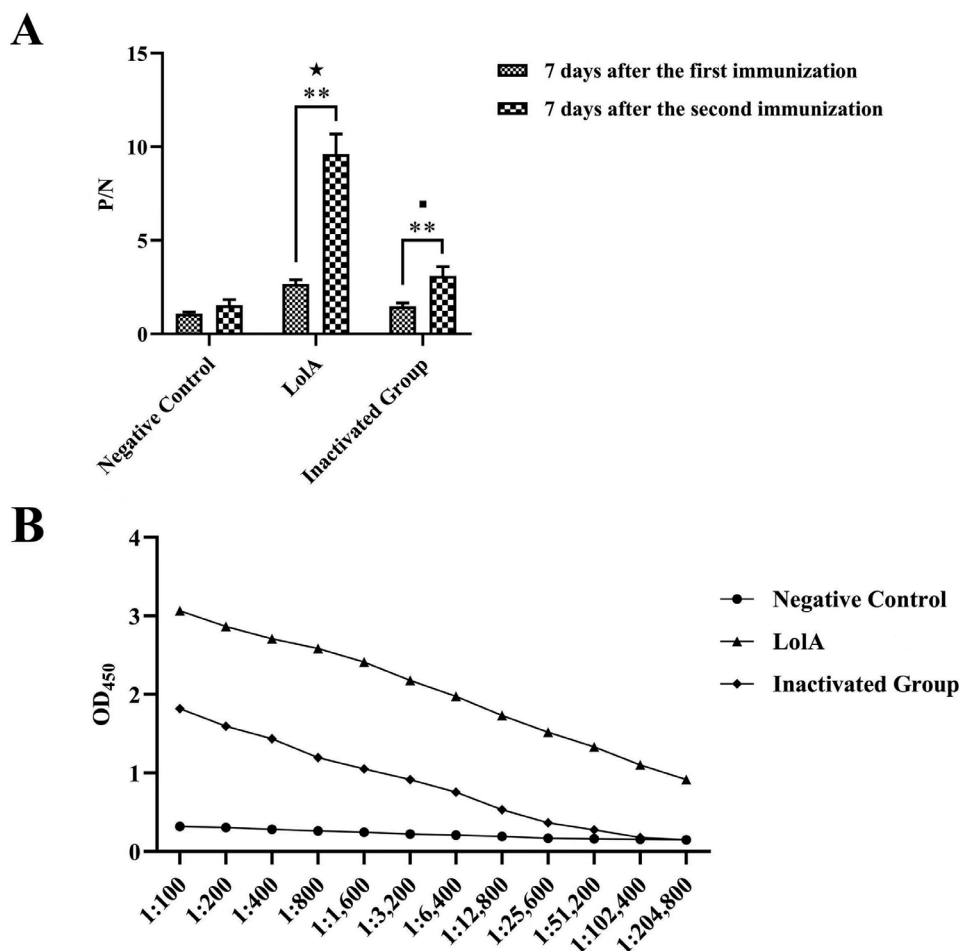 A
15
10
5
0
P/N
★
**
▪
**
7 days after the first immunization
7 days after the second immunization
Negative Control
LolA
Inactivated Group
B
4
3
2
1
0
OD450
Negative Control
LolA
Inactivated Group
1:100
1:200
1:400
1:800
1:1,600
1:3,200
1:6,400
1:12,800
1:25,600
1:51,200
1:102,400
1:204,800